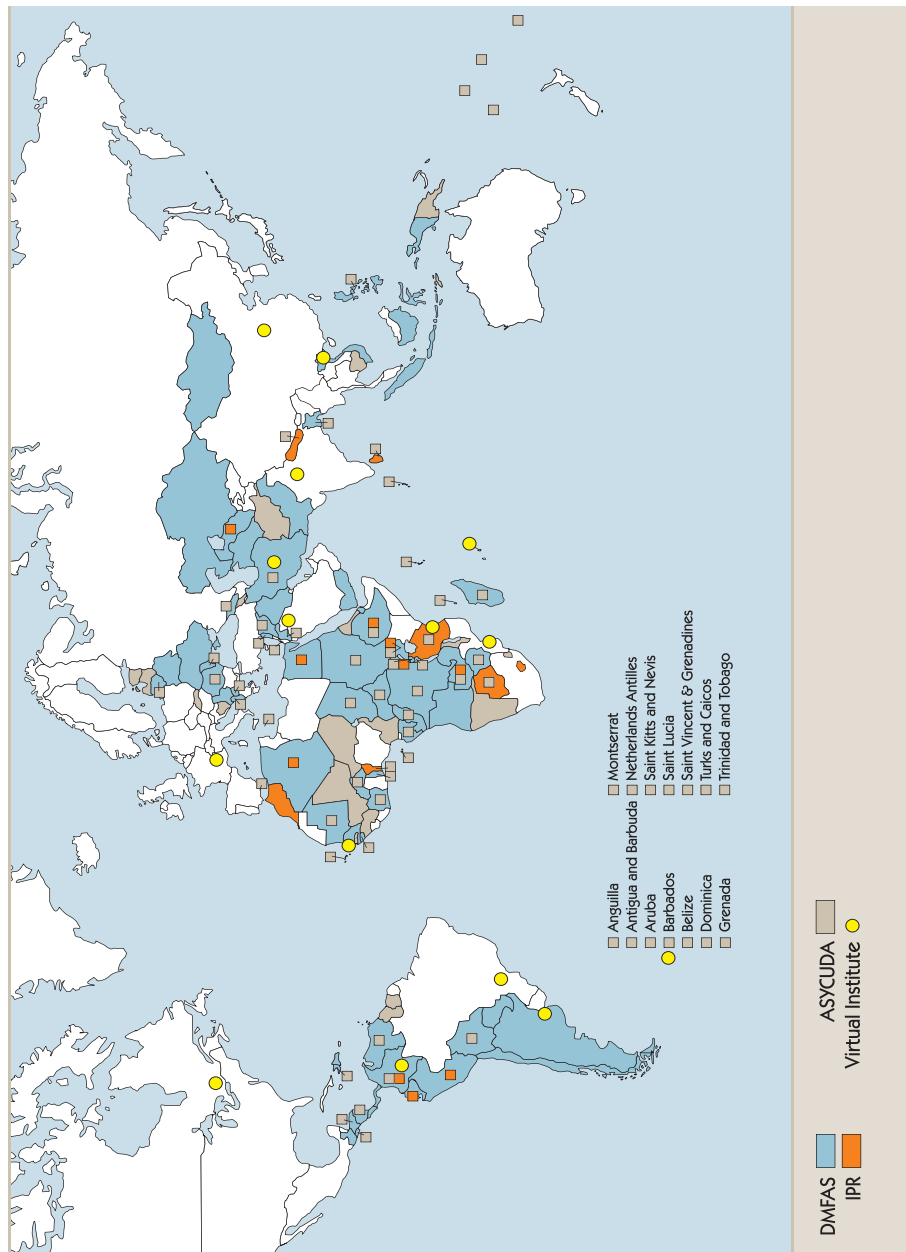 Anguilla
Antigua and Barbuda
Aruba
Barbados
Belize
Dominica
Grenada
Montserrat
Netherlands Antilles
Saint Kitts and Nevis
Saint Lucia
Saint Vincent & Grenadines
Turks and Caicos
Trinidad and Tobago
DMFAS
IPR
ASYCUDA
Virtual Institute